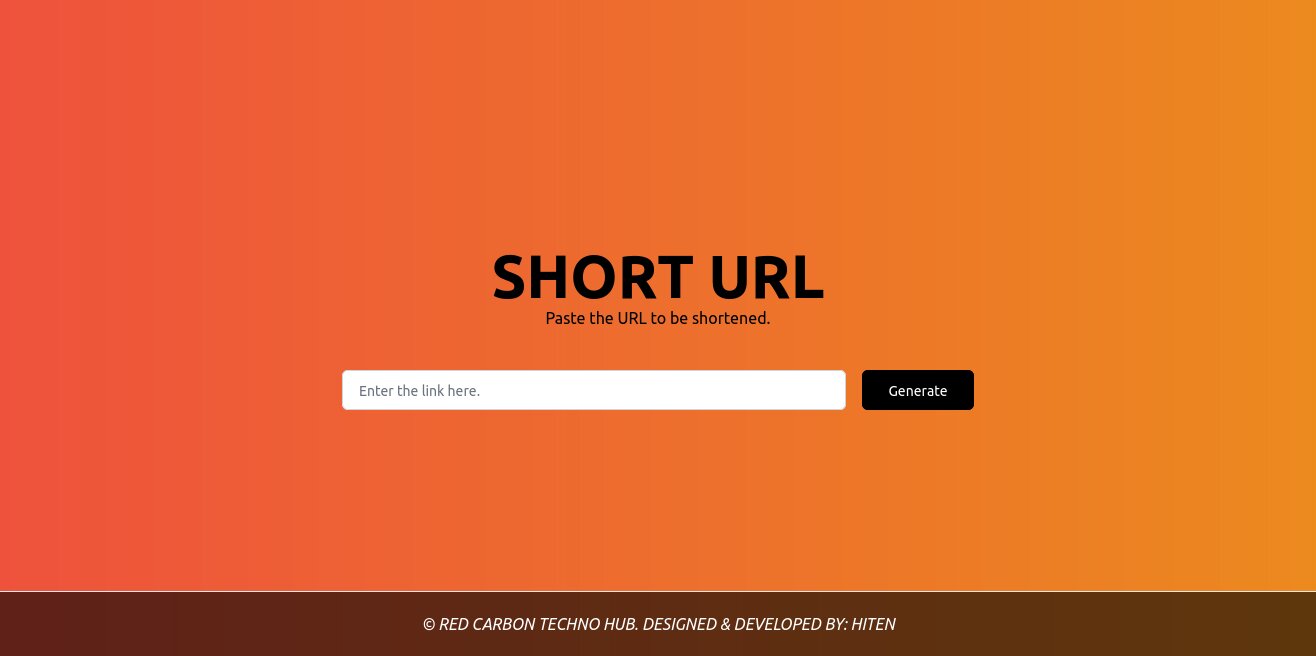 SHORT URL
Paste the URL to be shortened.
Enter the link here.
Generate
© RED CARBON TECHNO HUB. DESIGNED & DEVELOPED BY: HITEN